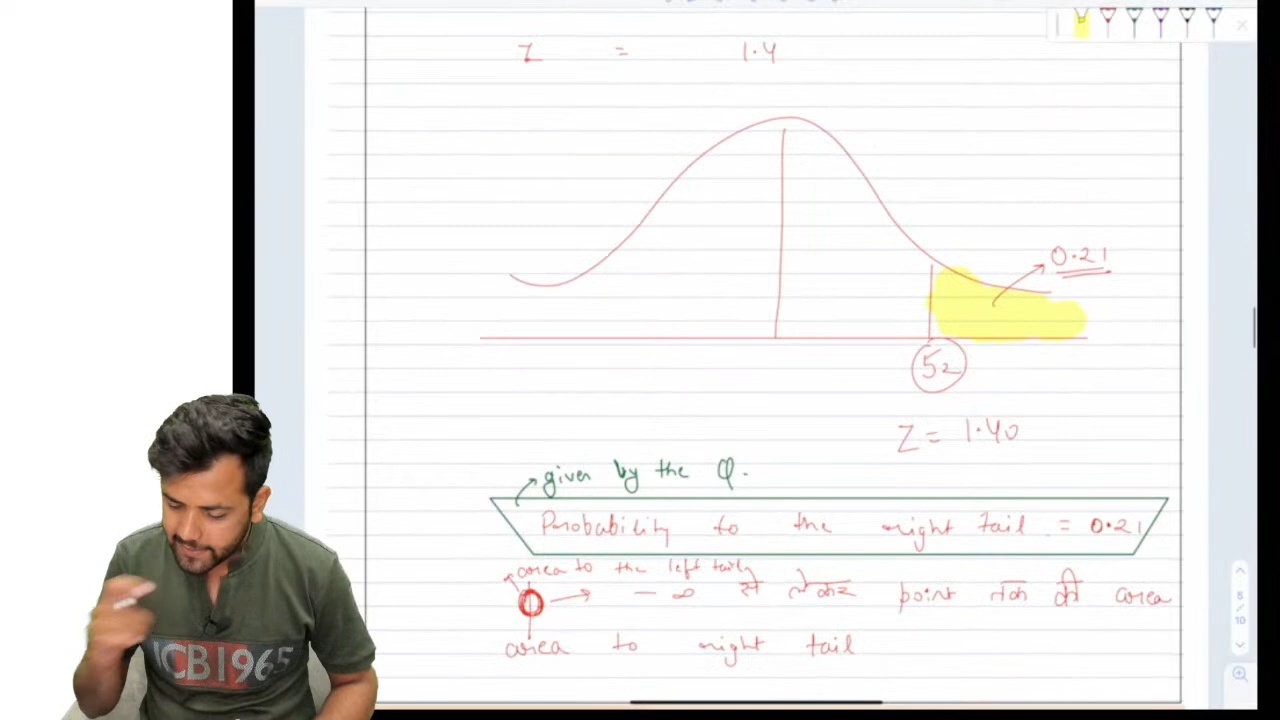 Z = 1.4
0.21
52
Z = 1.40
given by the Q.
Probability to the right tail = 0.21
area to the left tail
- ∞ से लेकर point तक की area
area to right tail
ICB1965